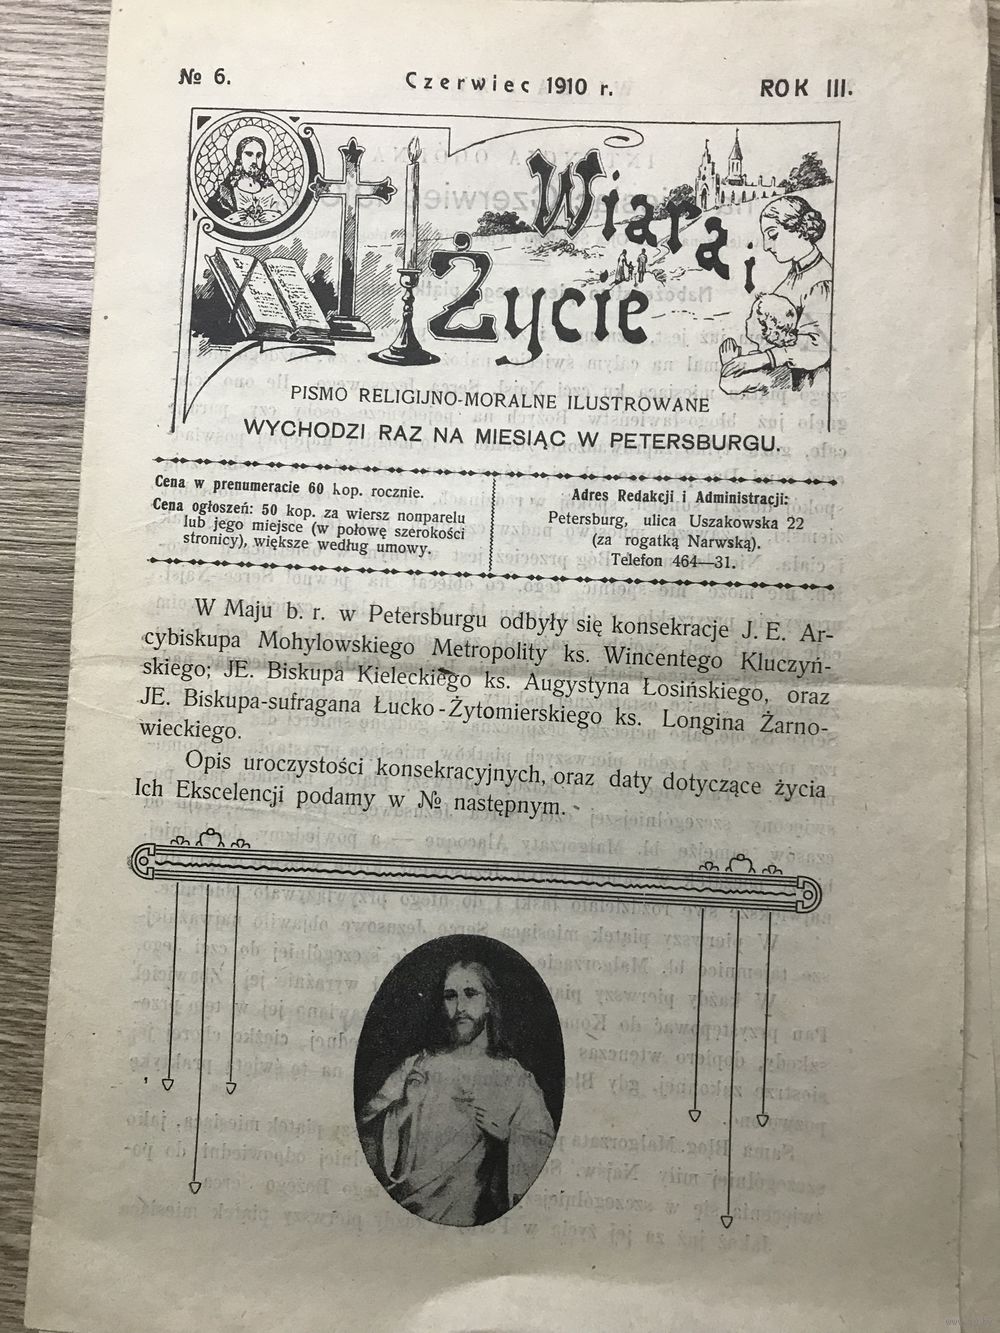 № 6.
Czerwiec 1910 r.
ROK III.
Wiara i
Życie
PISMO RELIGIJNO-MORALNE ILUSTROWANE
WYCHODZI RAZ NA MIESIĄC W PETERSBURGU.
Cena w prenumeracie 60 kop. rocznie.
Cena ogłoszeń: 50 kop. za wiersz nonparelu
lub jego miejsce (w połowę szerokości
stronicy), większe według umowy.
Adres Redakcji i Administracji:
Petersburg, ulica Uszakowska 22
(za rogatką Narwską).
Telefon 464—31.
W Maju b. r. w Petersburgu odbyły się konsekracje J. E. Ar-
cybiskupa Mohylowskiego Metropolity ks. Wincentego Kluczyń-
skiego; JE. Biskupa Kieleckiego ks. Augustyna Łosińskiego, oraz
JE. Biskupa-sufragana Łucko-Żytomierskiego ks. Longina Żarno-
wieckiego.
Opis uroczystości konsekracyjnych, oraz daty dotyczące życia
Ich Ekscelencji podamy w № następnym.